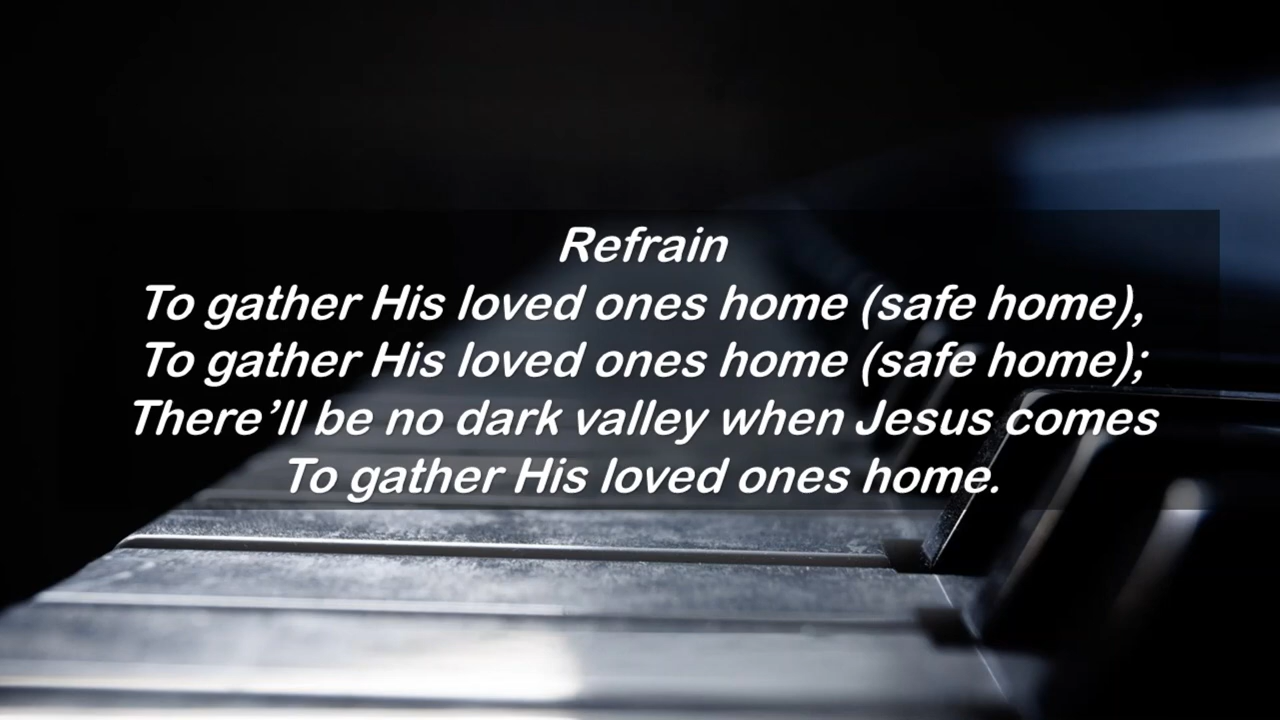 Refrain
To gather His loved ones home (safe home),
To gather His loved ones home (safe home);
There’ll be no dark valley when Jesus comes
To gather His loved ones home.